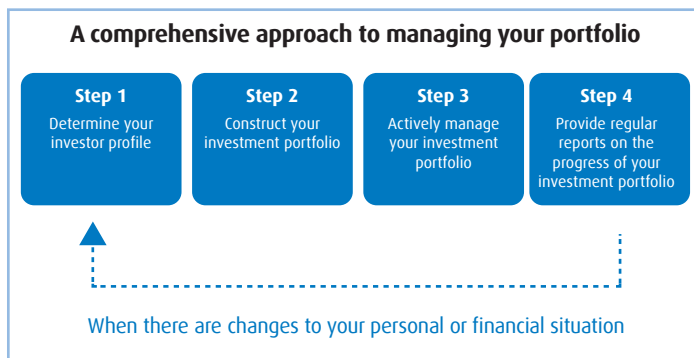 A comprehensive approach to managing your portfolio
Step 1
Determine your
investor profile
Step 2
Construct your
investment portfolio
Step 3
Actively manage
your investment
portfolio
Step 4
Provide regular
reports on the
progress of your
investment portfolio
When there are changes to your personal or financial situation